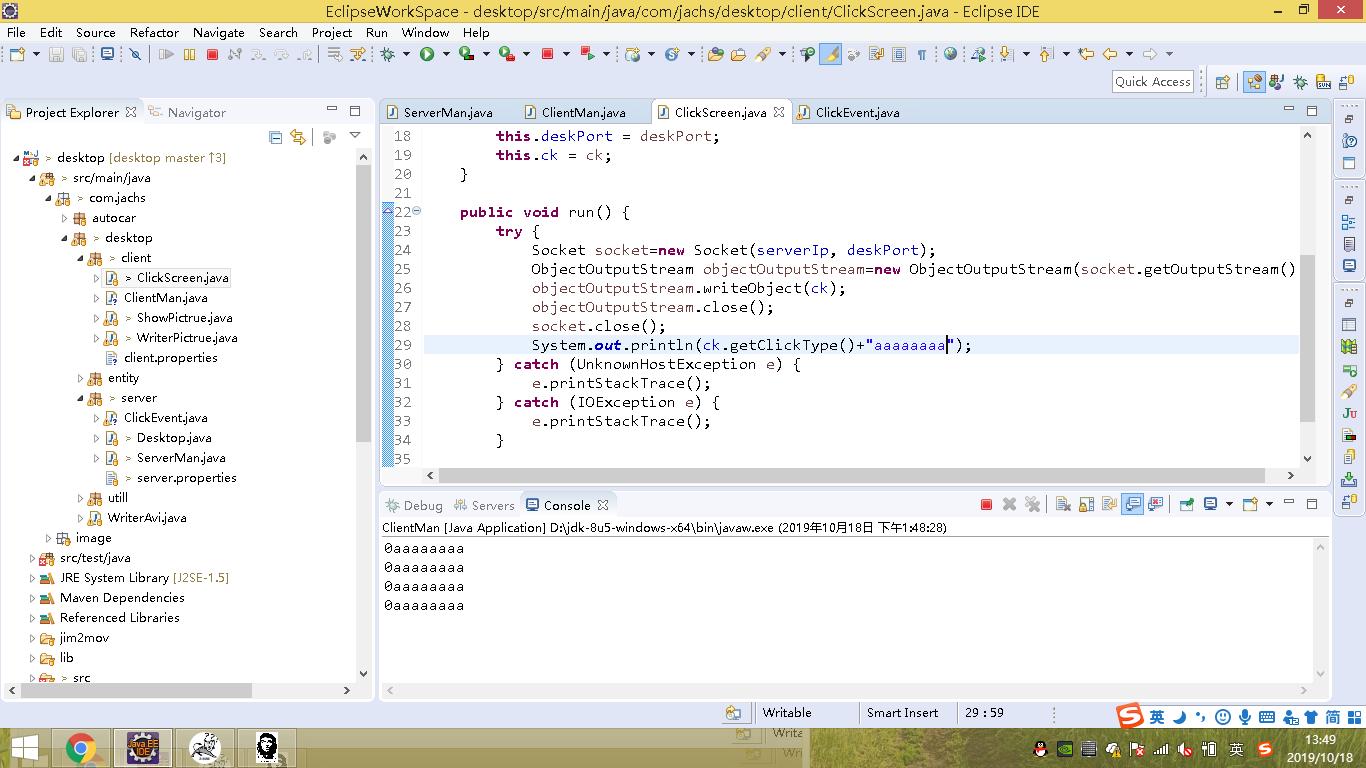 EclipseWorkSpace - desktop/src/main/java/com/jachs/desktop/client/ClickScreen.java - Eclipse IDE
File Edit Source Refactor Navigate Search Project Run Window Help
Quick Access
Project Explorer
Navigator
> desktop [desktop master ↑3]
> src/main/java
> com.jachs
autocar
> desktop
> client
> ClickScreen.java
ClientMan.java
> ShowPictrue.java
> WriterPictrue.java
client.properties
entity
> server
ClickEvent.java
> Desktop.java
> ServerMan.java
> server.properties
utill
WriterAvi.java
image
src/test/java
JRE System Library [J2SE-1.5]
Maven Dependencies
Referenced Libraries
jim2mov
lib
> src
ServerMan.java
ClientMan.java
ClickScreen.java
ClickEvent.java
18 this.deskPort = deskPort;
19 this.ck = ck;
20 }
21
22 public void run() {
23 try {
24 Socket socket=new Socket(serverIp, deskPort);
25 ObjectOutputStream objectOutputStream=new ObjectOutputStream(socket.getOutputStream()
26 objectOutputStream.writeObject(ck);
27 objectOutputStream.close();
28 socket.close();
29 System.out.println(ck.getClickType()+"aaaaaaaa");
30 } catch (UnknownHostException e) {
31 e.printStackTrace();
32 } catch (IOException e) {
33 e.printStackTrace();
34 }
35
Debug Servers Console
ClientMan [Java Application] D:\jdk-8u5-windows-x64\bin\javaw.exe (2019年10月18日 下午1:48:28)
0aaaaaaaa
0aaaaaaaa
0aaaaaaaa
0aaaaaaaa
Writable Smart Insert 29 : 59
英 简
Java EE IDE
英
13:49
2019/10/18